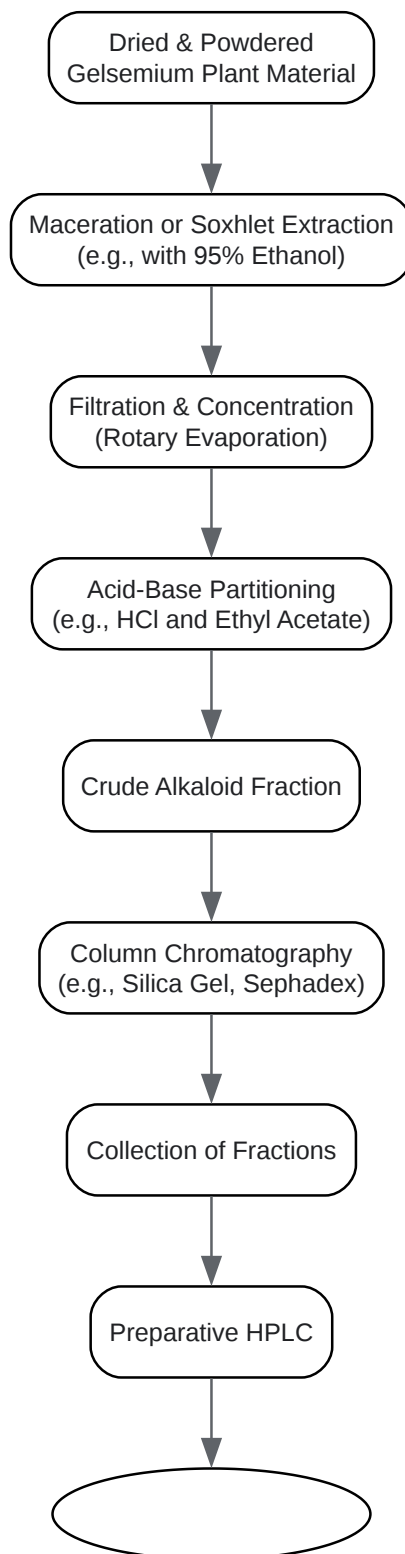 Dried & Powdered
Gelsemium Plant Material
Maceration or Soxhlet Extraction
(e.g., with 95% Ethanol)
Filtration & Concentration
(Rotary Evaporation)
Acid-Base Partitioning
(e.g., HCl and Ethyl Acetate)
Crude Alkaloid Fraction
Column Chromatography
(e.g., Silica Gel, Sephadex)
Collection of Fractions
Preparative HPLC